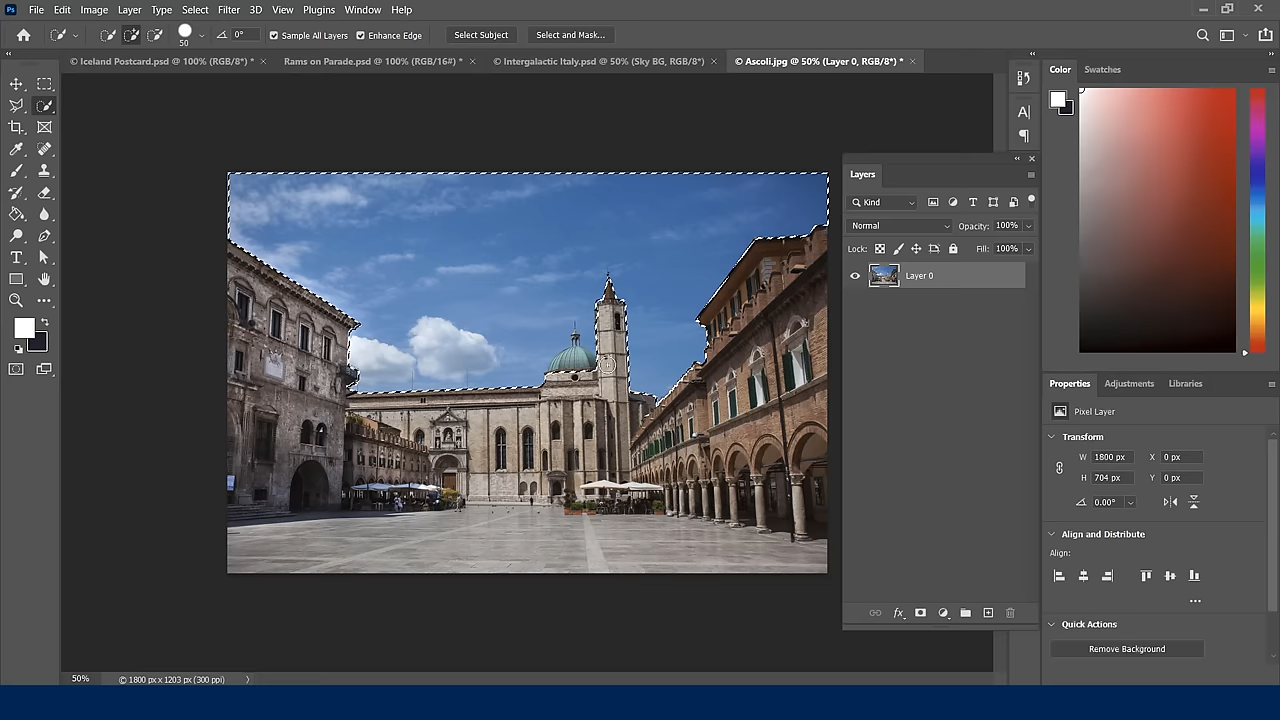 Ps File Edit Image Layer Type Select Filter 3D View Plugins Window Help
50 0° Sample All Layers Enhance Edge Select Subject Select and Mask...
© Iceland Postcard.psd @ 100% (RGB/8*) * Rams on Parade.psd @ 100% (RGB/16#) * © Intergalactic Italy.psd @ 50% (Sky BG, RGB/8*) © Ascoli.jpg @ 50% (Layer 0, RGB/8*) *
Color Swatches
Layers
Kind
Normal Opacity: 100%
Lock: Fill: 100%
Layer 0
Properties Adjustments Libraries
Pixel Layer
Transform
W 1800 px X 0 px
H 704 px Y 0 px
0.00°
Align and Distribute
Align:
Quick Actions
Remove Background
50% © 1800 px x 1203 px (300 ppi)